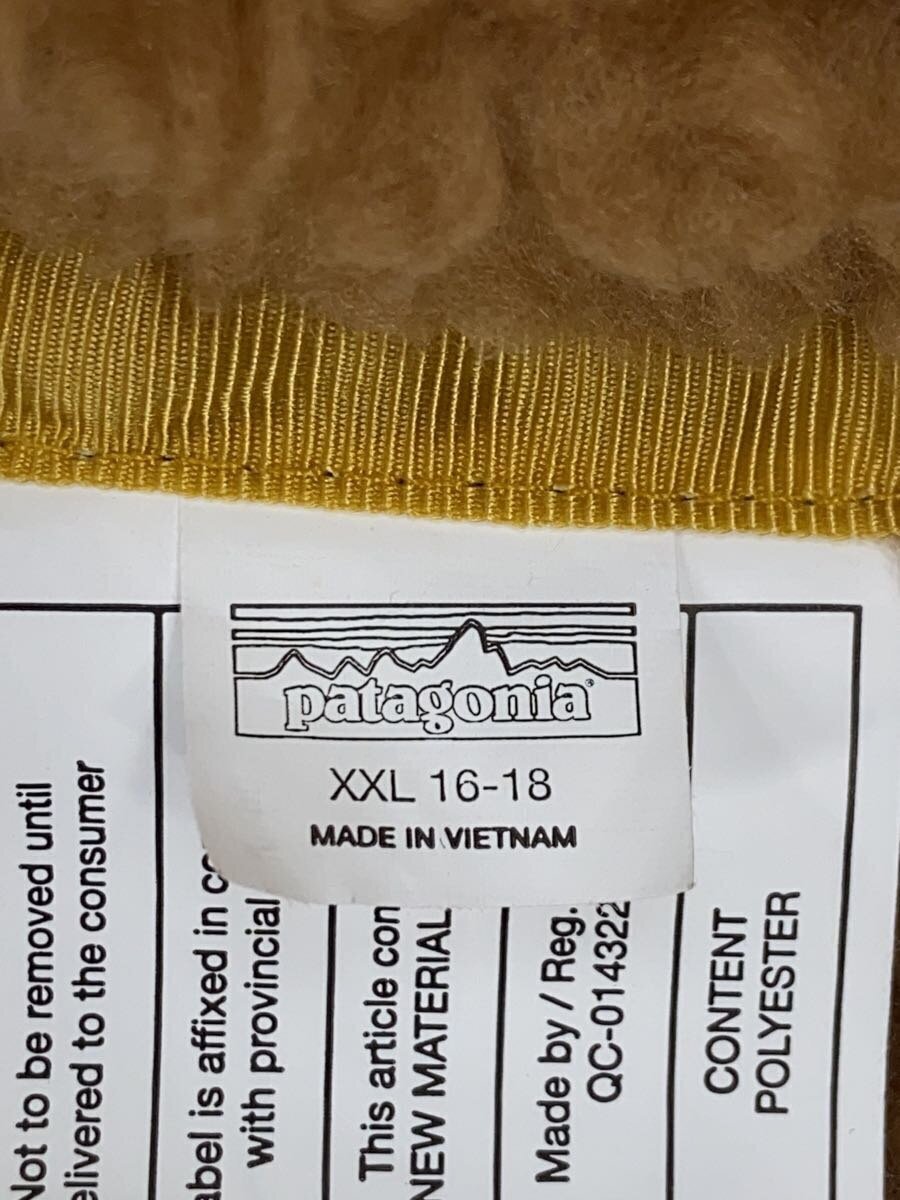 patagonia®
XXL 16-18
MADE IN VIETNAM
Not to be removed until
delivered to the consumer
label is affixed in
with provincial
This article
NEW MATERIAL
Made by / Reg.
QC-014322
CONTENT
POLYESTER